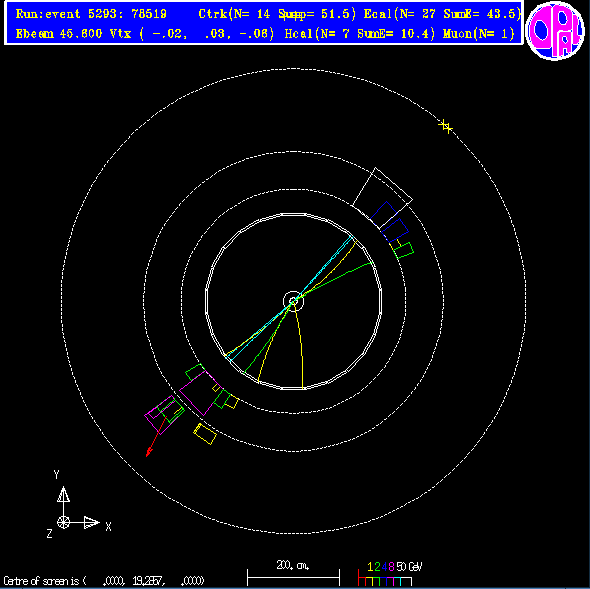 Run:event 5293: 78519 Ctrk(N= 14 Sump= 51.5) Ecal(N= 27 SumE= 43.5)
Ebeam 45.600 Vtx ( -.02, .03, -.06) Hcal(N= 7 SumE= 10.4) Muon(N= 1)
OPAL
Y
X
Z
200. cm.
1 2 4 8 50 GeV
Centre of screen is ( .0000, 19.2857, .0000)